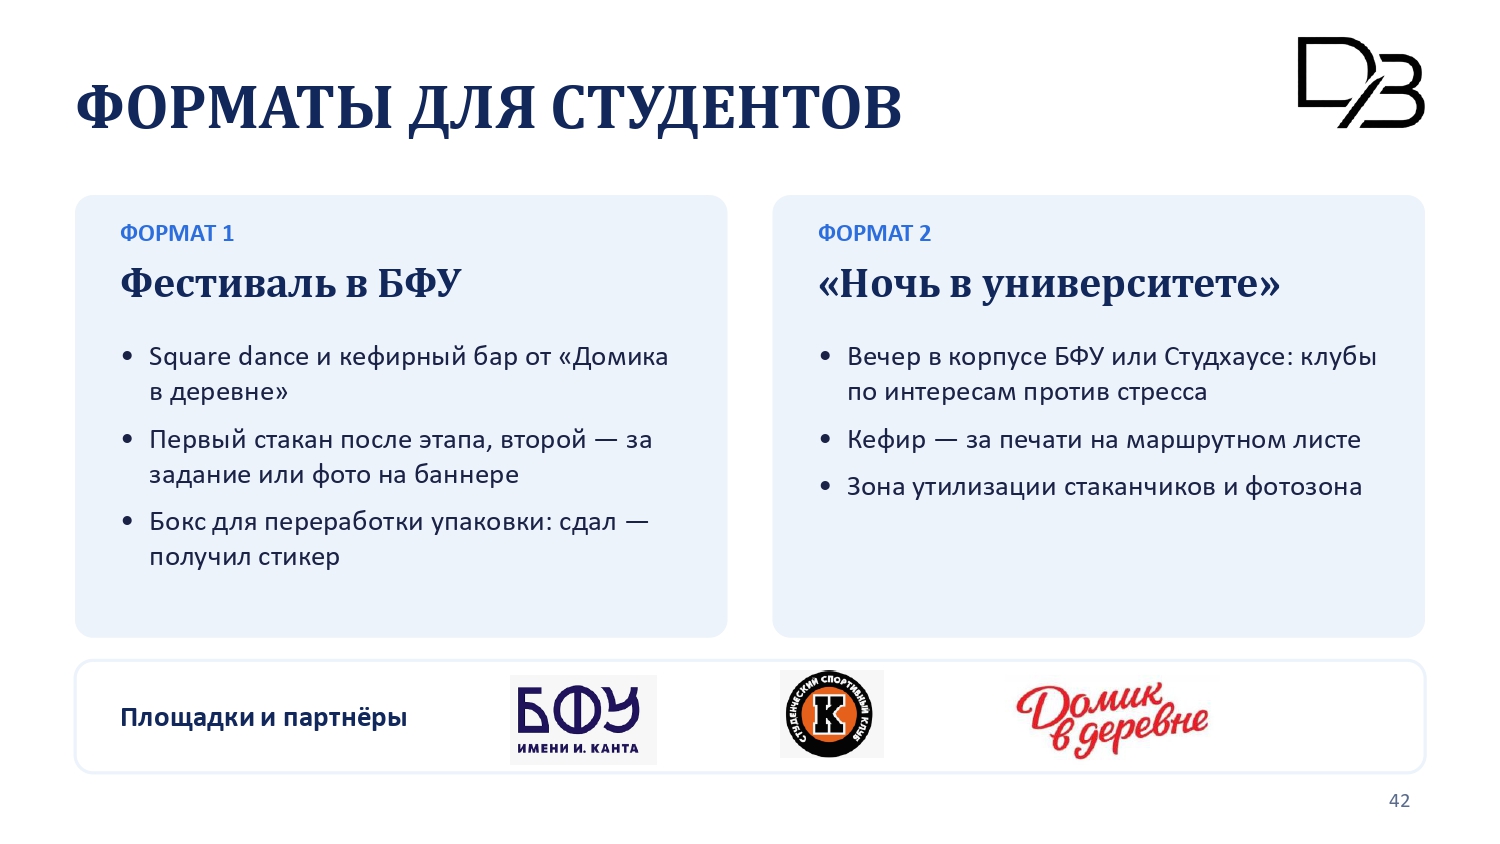 ФОРМАТЫ ДЛЯ СТУДЕНТОВ
DB
ФОРМАТ 1
Фестиваль в БФУ
• Square dance и кефирный бар от «Домика
в деревне»
• Первый стакан после этапа, второй — за
задание или фото на баннере
• Бокс для переработки упаковки: сдал —
получил стикер
ФОРМАТ 2
«Ночь в университете»
• Вечер в корпусе БФУ или Студхаусе: клубы
по интересам против стресса
• Кефир — за печати на маршрутном листе
• Зона утилизации стаканчиков и фотозона
Площадки и партнёры
БФУ
ИМЕНИ И. КАНТА
СТУДЕНЧЕСКИЙ СПОРТИВНЫЙ КЛУБ
К
Домик
в деревне
42